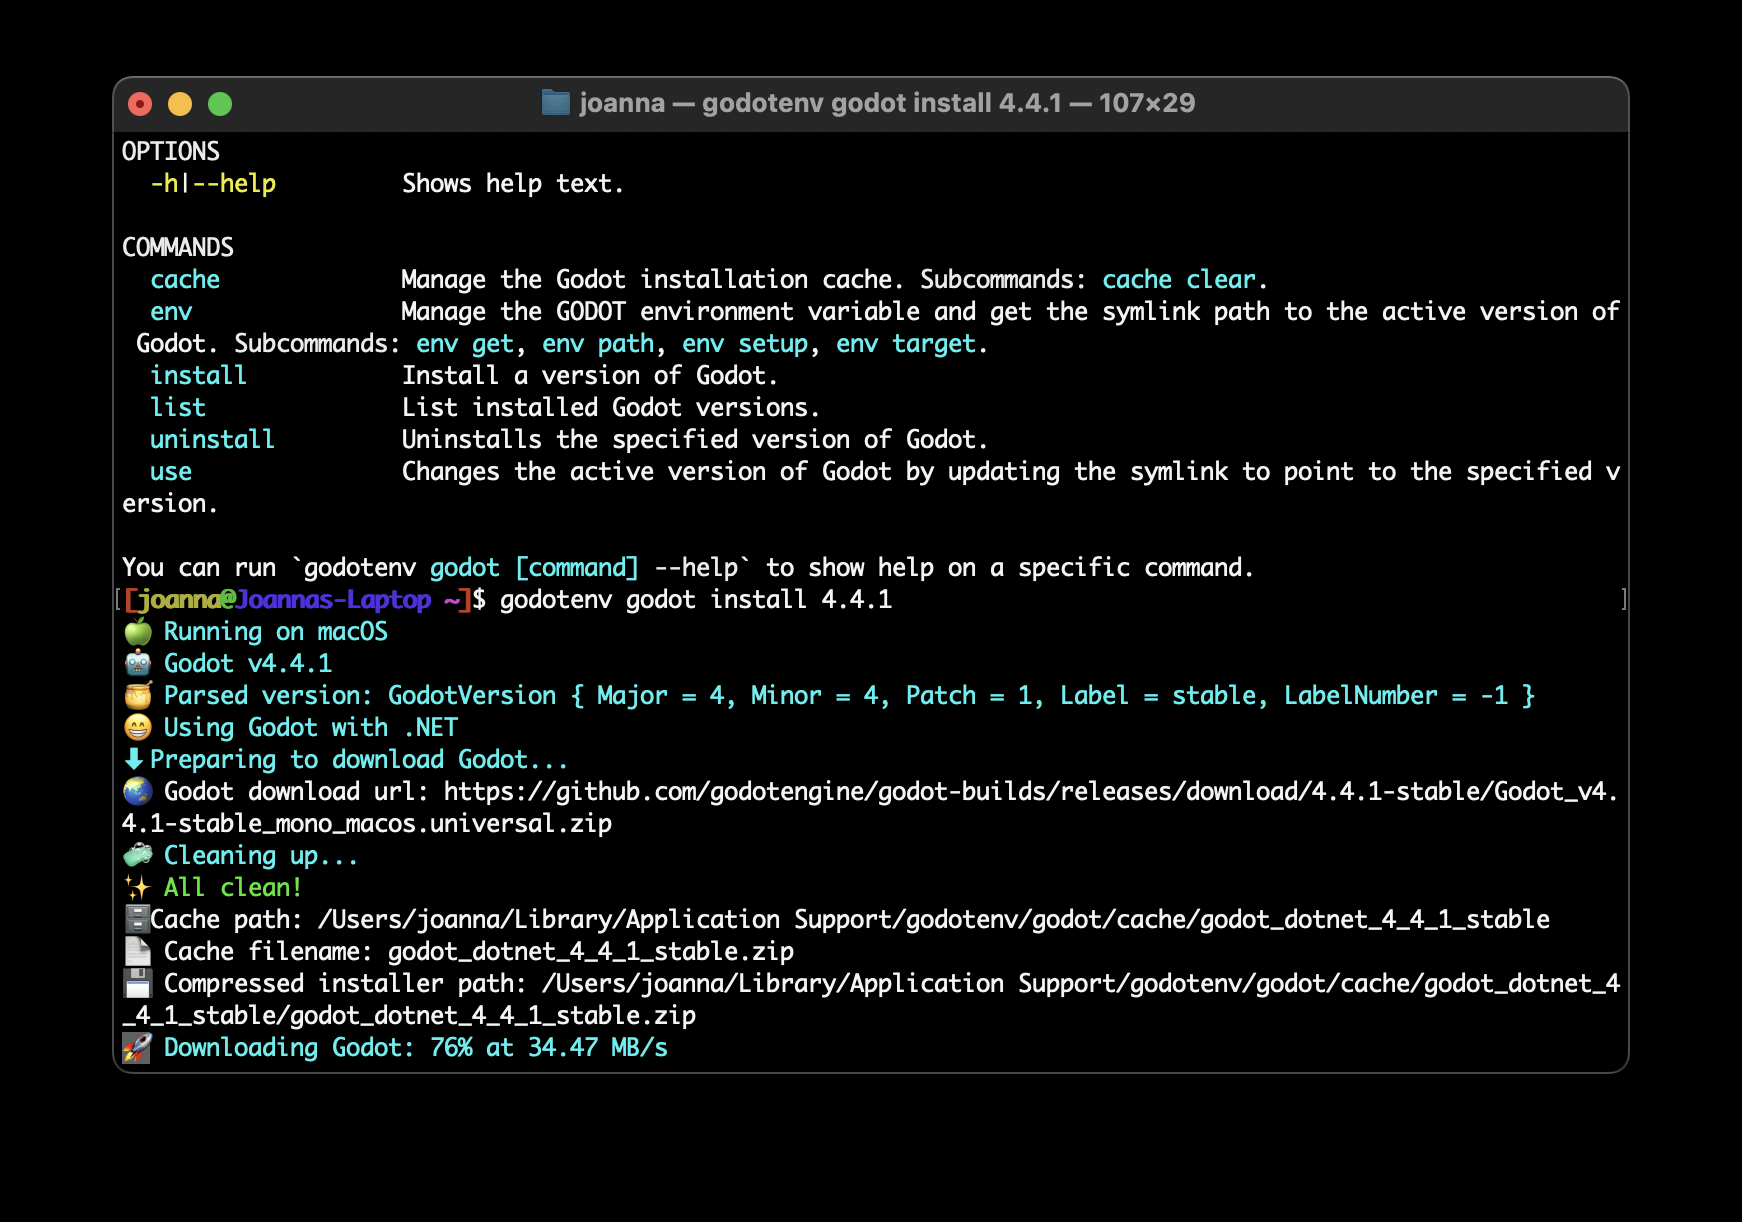 joanna — godotenv godot install 4.4.1 — 107×29
OPTIONS
-h|--help Shows help text.
COMMANDS
cache Manage the Godot installation cache. Subcommands: cache clear.
env Manage the GODOT environment variable and get the symlink path to the active version of
Godot. Subcommands: env get, env path, env setup, env target.
install Install a version of Godot.
list List installed Godot versions.
uninstall Uninstalls the specified version of Godot.
use Changes the active version of Godot by updating the symlink to point to the specified v
ersion.
You can run `godotenv godot [command] --help` to show help on a specific command.
[joanna@Joannas-Laptop ~]$ godotenv godot install 4.4.1
🍏 Running on macOS
🤖 Godot v4.4.1
🍯 Parsed version: GodotVersion { Major = 4, Minor = 4, Patch = 1, Label = stable, LabelNumber = -1 }
😁 Using Godot with .NET
⬇Preparing to download Godot...
🌏 Godot download url: https://github.com/godotengine/godot-builds/releases/download/4.4.1-stable/Godot_v4.
4.1-stable_mono_macos.universal.zip
🧼 Cleaning up...
✨ All clean!
🗄Cache path: /Users/joanna/Library/Application Support/godotenv/godot/cache/godot_dotnet_4_4_1_stable
📄 Cache filename: godot_dotnet_4_4_1_stable.zip
💾 Compressed installer path: /Users/joanna/Library/Application Support/godotenv/godot/cache/godot_dotnet_4
_4_1_stable/godot_dotnet_4_4_1_stable.zip
🚀 Downloading Godot: 76% at 34.47 MB/s